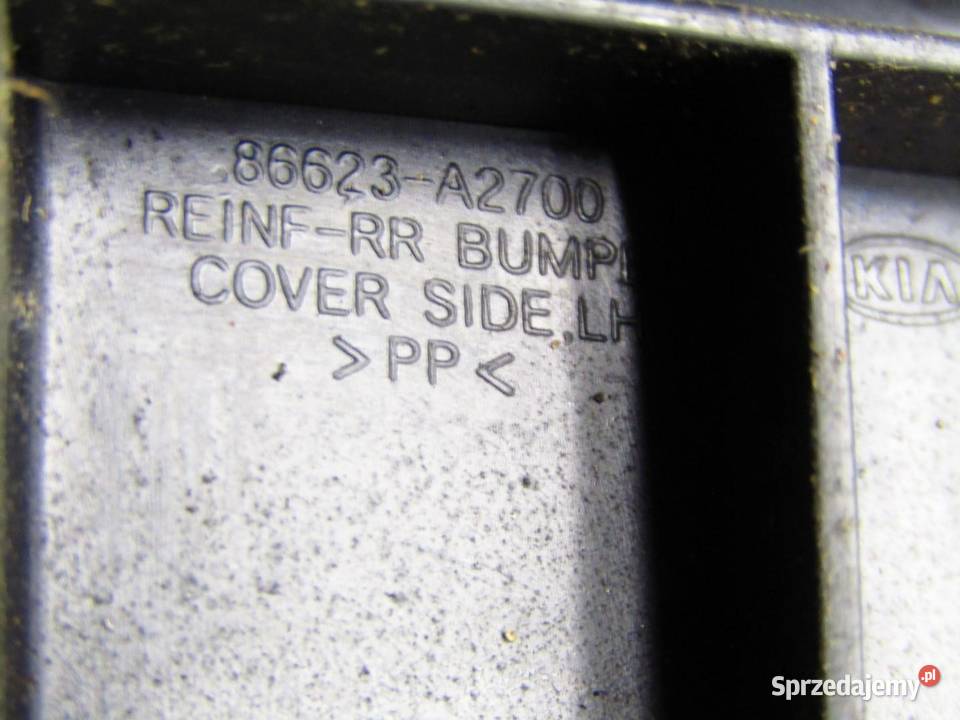 86623-A2700
REINF-RR BUMP
COVER SIDE,LH
>PP<
KIA
Sprzedajemy.pl